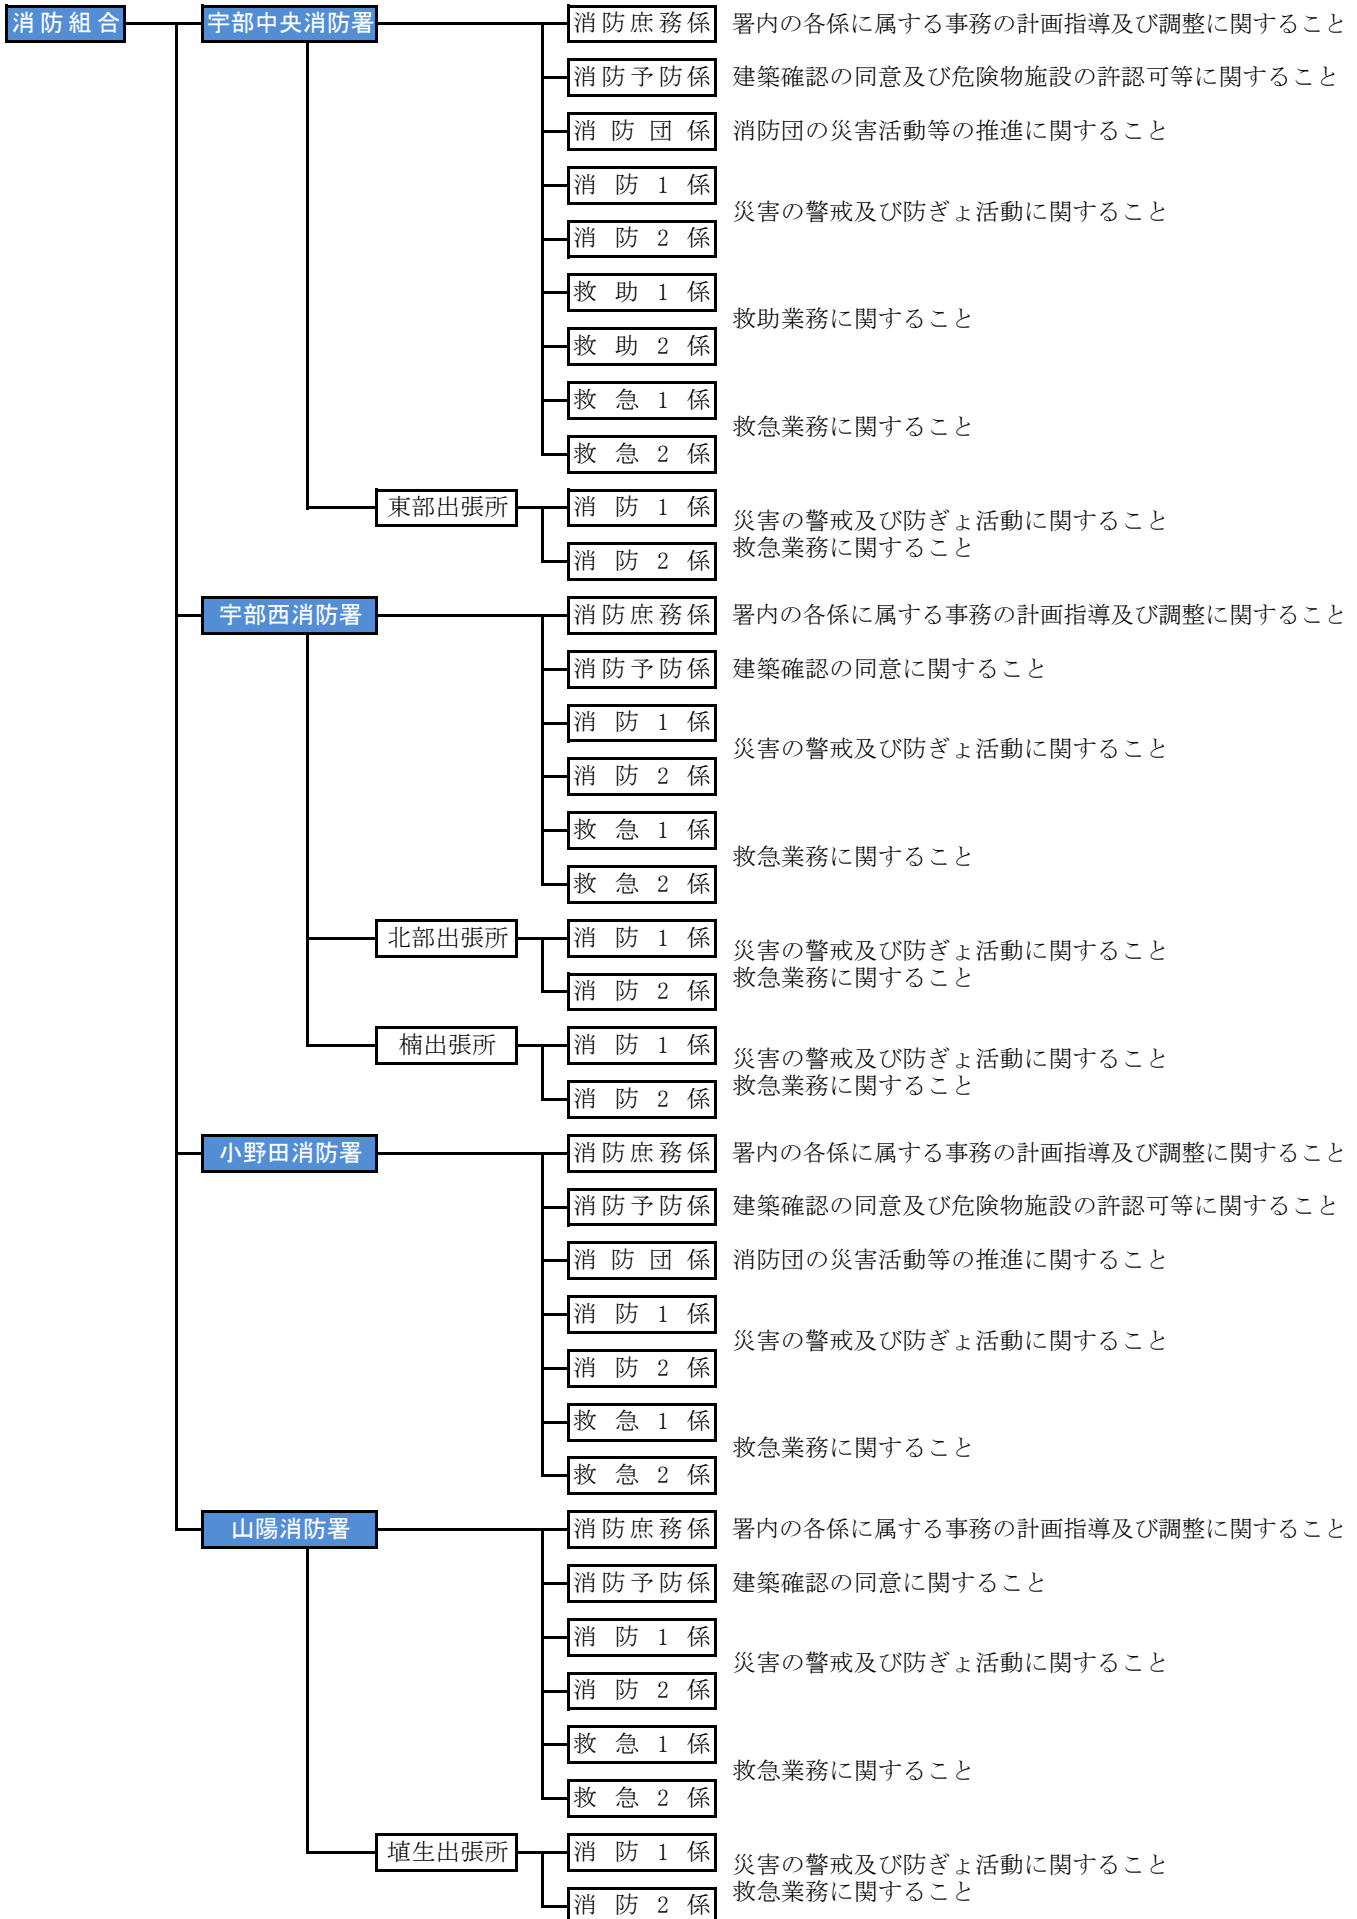 消防組合 宇部中央消防署 消防庶務係 署内の各係に属する事務の計画指導及び調整に関すること
消防予防係 建築確認の同意及び危険物施設の許認可等に関すること
消防団係 消防団の災害活動等の推進に関すること
消防1係
災害の警戒及び防ぎょ活動に関すること
消防2係
救助1係
救助業務に関すること
救助2係
救急1係
救急業務に関すること
救急2係
東部出張所 消防1係
災害の警戒及び防ぎょ活動に関すること
救急業務に関すること
消防2係
宇部西消防署 消防庶務係 署内の各係に属する事務の計画指導及び調整に関すること
消防予防係 建築確認の同意に関すること
消防1係
災害の警戒及び防ぎょ活動に関すること
消防2係
救急1係
救急業務に関すること
救急2係
北部出張所 消防1係
災害の警戒及び防ぎょ活動に関すること
救急業務に関すること
消防2係
楠出張所 消防1係
災害の警戒及び防ぎょ活動に関すること
救急業務に関すること
消防2係
小野田消防署 消防庶務係 署内の各係に属する事務の計画指導及び調整に関すること
消防予防係 建築確認の同意及び危険物施設の許認可等に関すること
消防団係 消防団の災害活動等の推進に関すること
消防1係
災害の警戒及び防ぎょ活動に関すること
消防2係
救急1係
救急業務に関すること
救急2係
山陽消防署 消防庶務係 署内の各係に属する事務の計画指導及び調整に関すること
消防予防係 建築確認の同意に関すること
消防1係
災害の警戒及び防ぎょ活動に関すること
消防2係
救急1係
救急業務に関すること
救急2係
埴生出張所 消防1係
災害の警戒及び防ぎょ活動に関すること
救急業務に関すること
消防2係